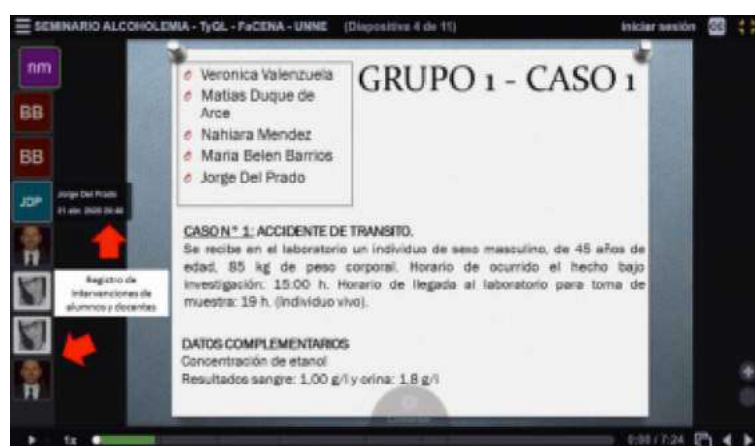 SEMINARIO ALCOHOLEMIA - TyGL - FaCENA - UNNE (Diapositiva 4 de 11) Iniciar sesión
nm
BB
BB
JDP
Jorge Del Prado
Registro de
intervenciones de
alumnos y docentes
Veronica Valenzuela
Matias Duque de
Arce
Nahiara Mendez
Maria Belen Barrios
Jorge Del Prado
GRUPO 1 - CASO 1
CASO N° 1: ACCIDENTE DE TRANSITO.
Se recibe en el laboratorio un individuo de sexo masculino, de 45 años de
edad, 85 kg de peso corporal. Horario de ocurrido el hecho bajo
investigación: 15:00 h. Horario de llegada al laboratorio para toma de
muestra: 19 h. (Individuo vivo).
DATOS COMPLEMENTARIOS
Concentración de etanol
Resultados sangre: 1,00 g/l y orina: 1,8 g/l
1x